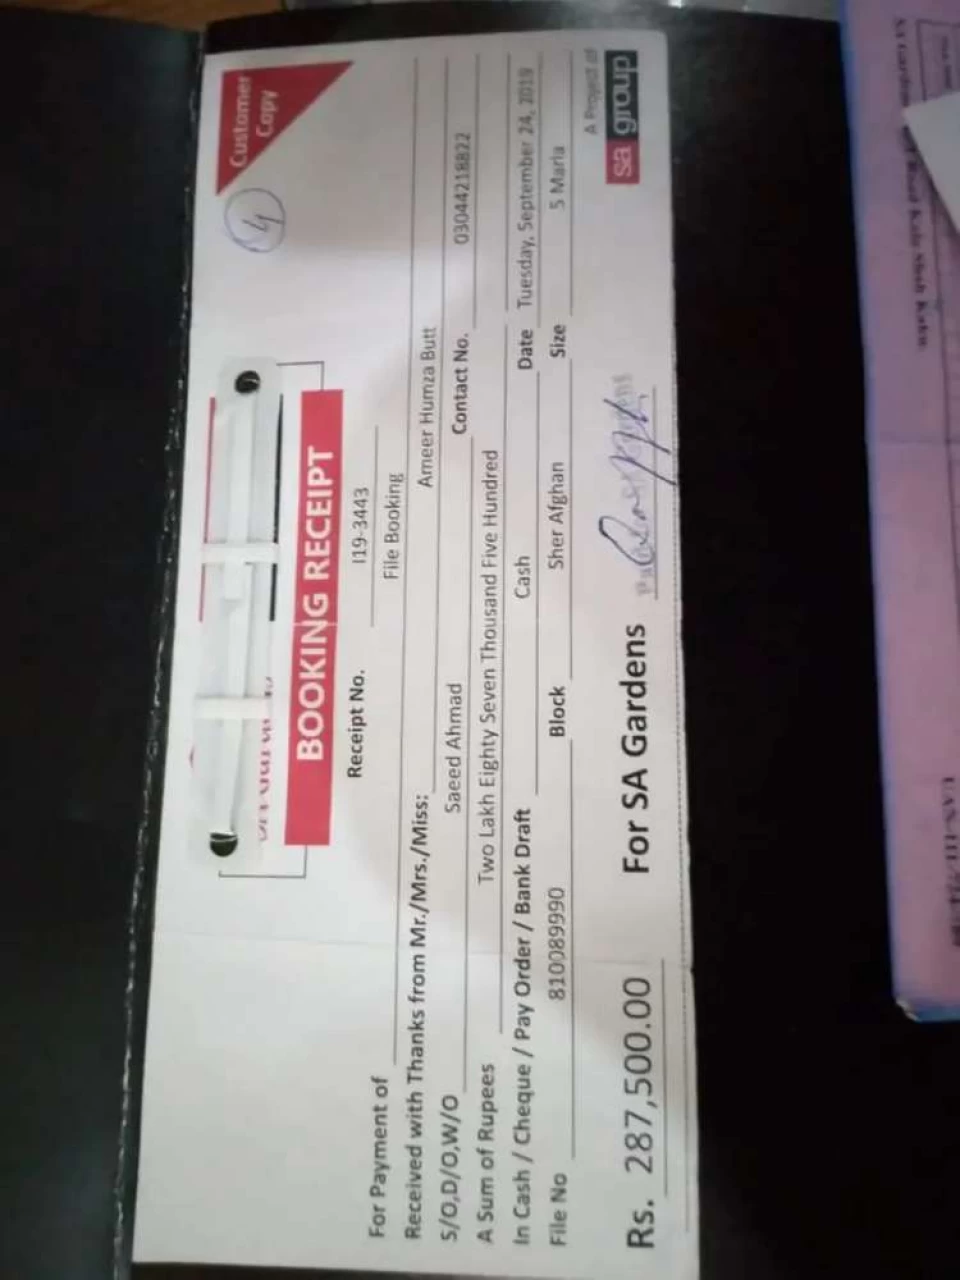 Customer
Copy
4
BOOKING RECEIPT
Receipt No. I19-3443
For Payment of File Booking
Received with Thanks from Mr./Mrs./Miss: Ameer Humza Butt
S/O,D/O,W/O Saeed Ahmad Contact No. 03044218822
A Sum of Rupees Two Lakh Eighty Seven Thousand Five Hundred
In Cash / Cheque / Pay Order / Bank Draft Cash Date Tuesday, September 24, 2019
File No 810089990 Block Sher Afghan Size 5 Marla
Rs. 287,500.00 For SA Gardens
A Project of
sa group